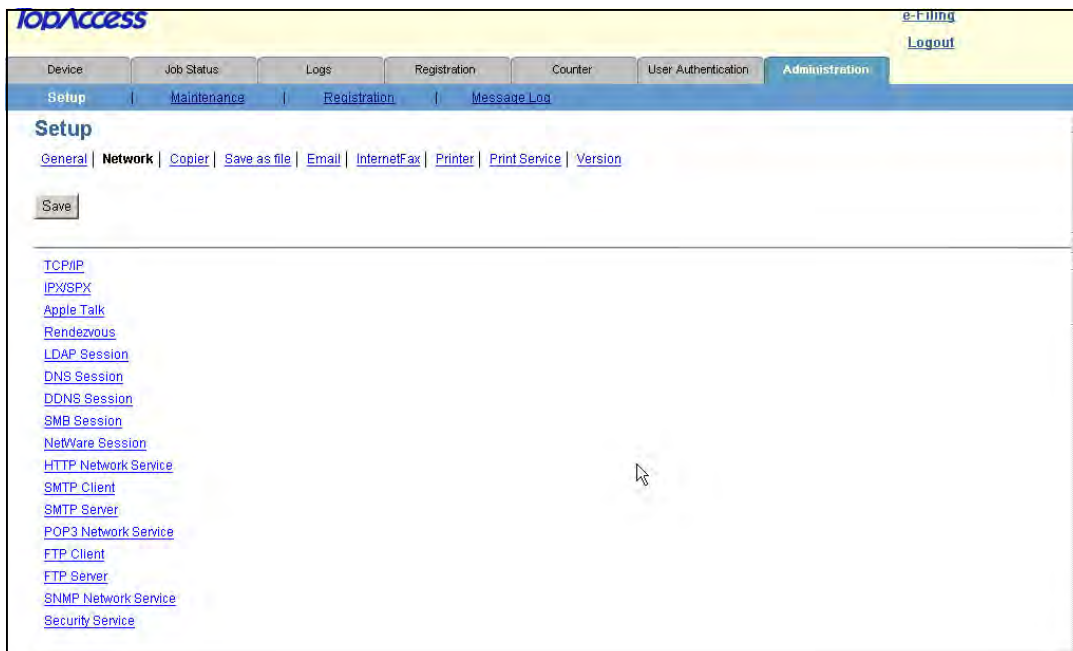 TopAccess
e-Filing
Logout
Device Job Status Logs Registration Counter User Authentication Administration
Setup | Maintenance | Registration | Message Log
Setup
General | Network | Copier | Save as file | Email | InternetFax | Printer | Print Service | Version
Save
TCP/IP
IPX/SPX
Apple Talk
Rendezvous
LDAP Session
DNS Session
DDNS Session
SMB Session
NetWare Session
HTTP Network Service
SMTP Client
SMTP Server
POP3 Network Service
FTP Client
FTP Server
SNMP Network Service
Security Service